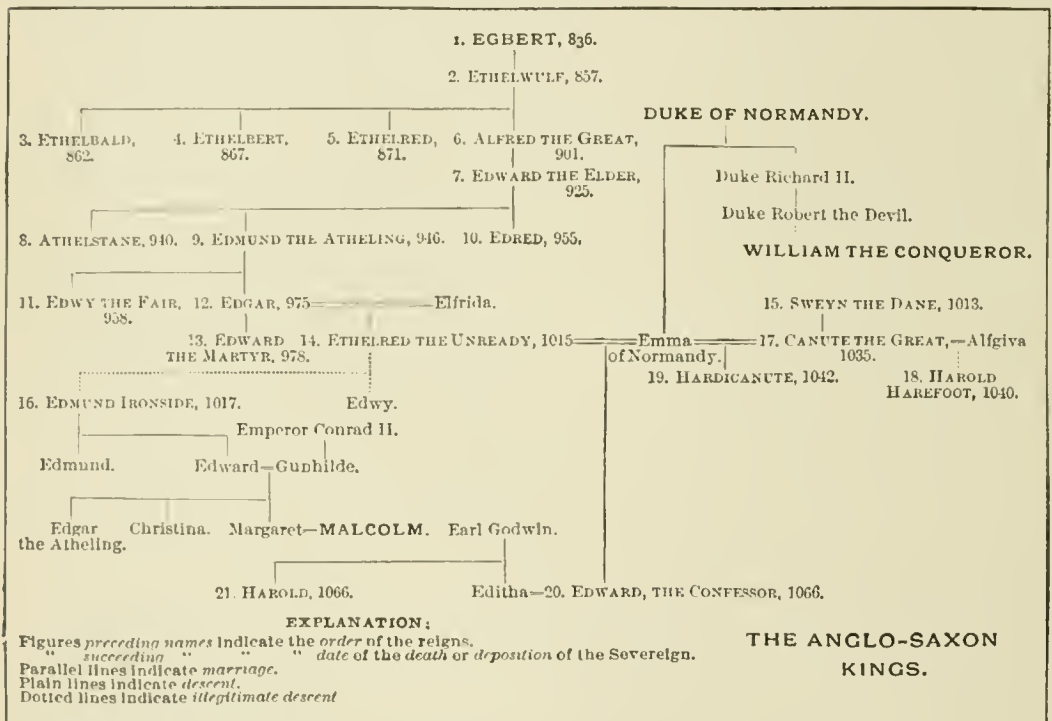 1. EGBERT, 836.
2. ETHELWULF, 857.
DUKE OF NORMANDY.
3. ETHELBALD, 862.
4. ETHELBERT, 867.
5. ETHELRED, 871.
6. ALFRED THE GREAT, 901.
7. EDWARD THE ELDER, 925.
Duke Richard II.
Duke Robert the Devil.
WILLIAM THE CONQUEROR.
8. ATHELSTANE, 940. 9. EDMUND THE ATHELING, 946. 10. EDRED, 955.
11. EDWY THE FAIR, 958.
12. EDGAR, 975 Elfrida.
15. SWEYN THE DANE, 1013.
13. EDWARD THE MARTYR, 978.
14. ETHELRED THE UNREADY, 1015
Emma of Normandy.
17. CANUTE THE GREAT, 1035.
Alfgiva
19. HARDICANUTE, 1042.
18. HAROLD HAREFOOT, 1040.
16. EDMUND IRONSIDE, 1017. Edwy.
Emperor Conrad II.
Edmund. Edward=Gunhilde.
Edgar the Atheling.
Christina. Margaret—MALCOLM. Earl Godwin.
21. HAROLD, 1066. Editha=20. EDWARD, THE CONFESSOR, 1066.
EXPLANATION:
Figures preceding names indicate the order of the reigns.
" succeeding " " " date of the death or deposition of the Sovereign.
Parallel lines indicate marriage.
Plain lines indicate descent.
Dotted lines indicate illegitimate descent
THE ANGLO-SAXON
KINGS.